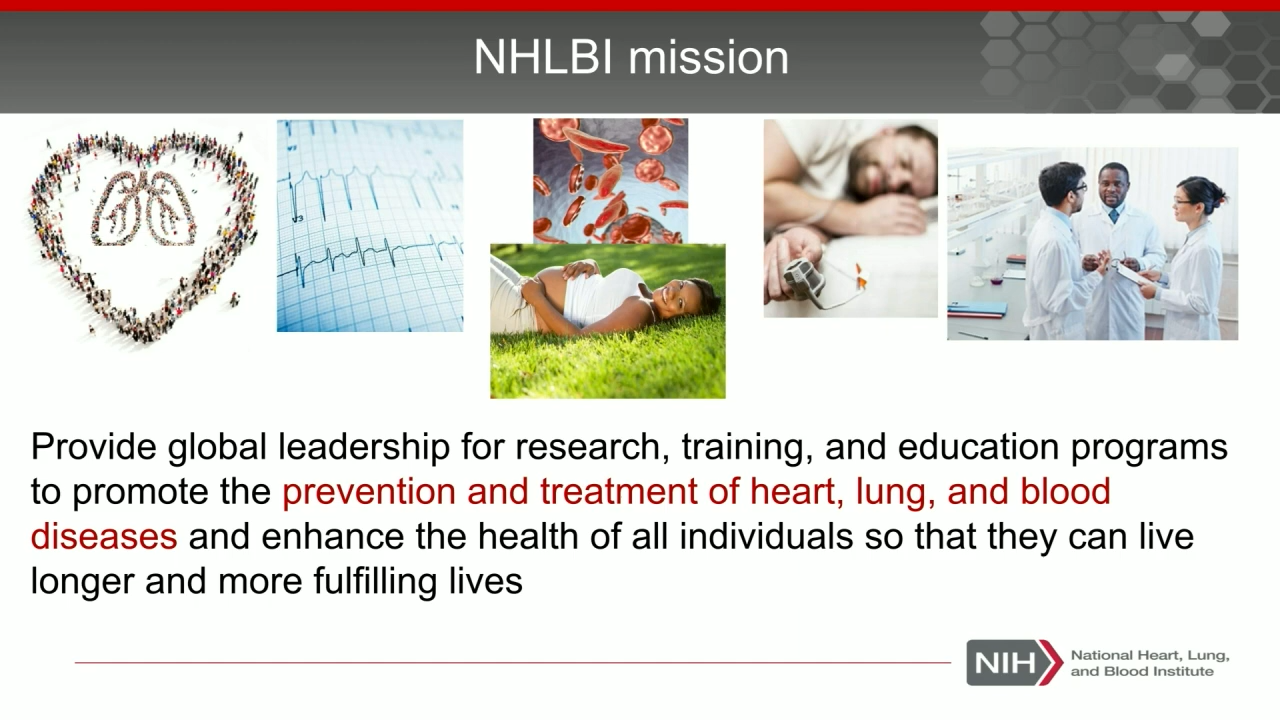 NHLBI mission
V3
Provide global leadership for research, training, and education programs
to promote the prevention and treatment of heart, lung, and blood
diseases and enhance the health of all individuals so that they can live
longer and more fulfilling lives
NIH
National Heart, Lung,
and Blood Institute